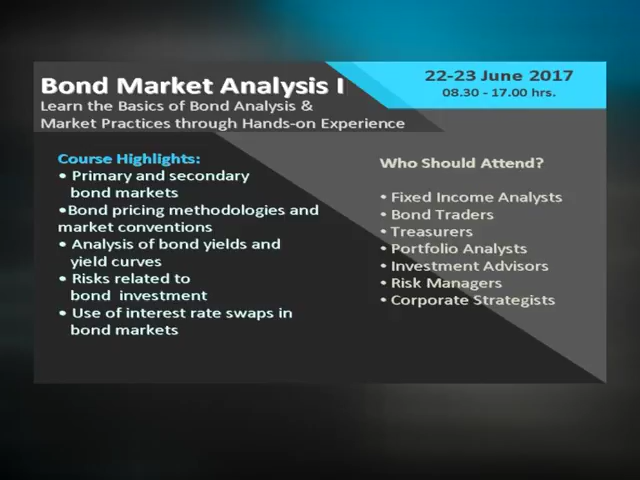 Bond Market Analysis I
Learn the Basics of Bond Analysis &
Market Practices through Hands-on Experience
22-23 June 2017
08.30 - 17.00 hrs.
Course Highlights:
• Primary and secondary
bond markets
•Bond pricing methodologies and
market conventions
• Analysis of bond yields and
yield curves
• Risks related to
bond investment
• Use of interest rate swaps in
bond markets
Who Should Attend?
• Fixed Income Analysts
• Bond Traders
• Treasurers
• Portfolio Analysts
• Investment Advisors
• Risk Managers
• Corporate Strategists